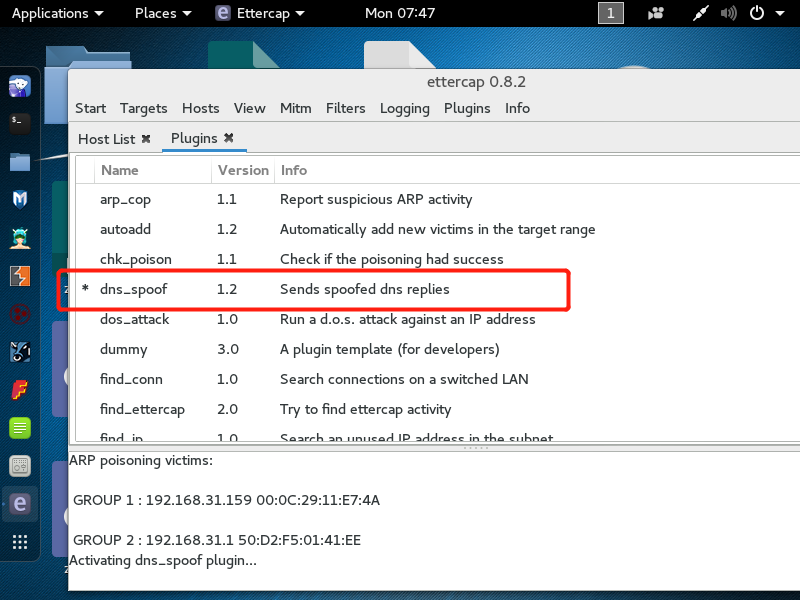 Applications Places Ettercap Mon 07:47 1
ettercap 0.8.2
Start Targets Hosts View Mitm Filters Logging Plugins Info
Host List Plugins
Name Version Info
arp_cop 1.1 Report suspicious ARP activity
autoadd 1.2 Automatically add new victims in the target range
chk_poison 1.1 Check if the poisoning had success
* dns_spoof 1.2 Sends spoofed dns replies
dos_attack 1.0 Run a d.o.s. attack against an IP address
dummy 3.0 A plugin template (for developers)
find_conn 1.0 Search connections on a switched LAN
find_ettercap 2.0 Try to find ettercap activity
find_ip 1.0 Search an unused IP address in the subnet
ARP poisoning victims:
GROUP 1 : 192.168.31.159 00:0C:29:11:E7:4A
GROUP 2 : 192.168.31.1 50:D2:F5:01:41:EE
Activating dns_spoof plugin...